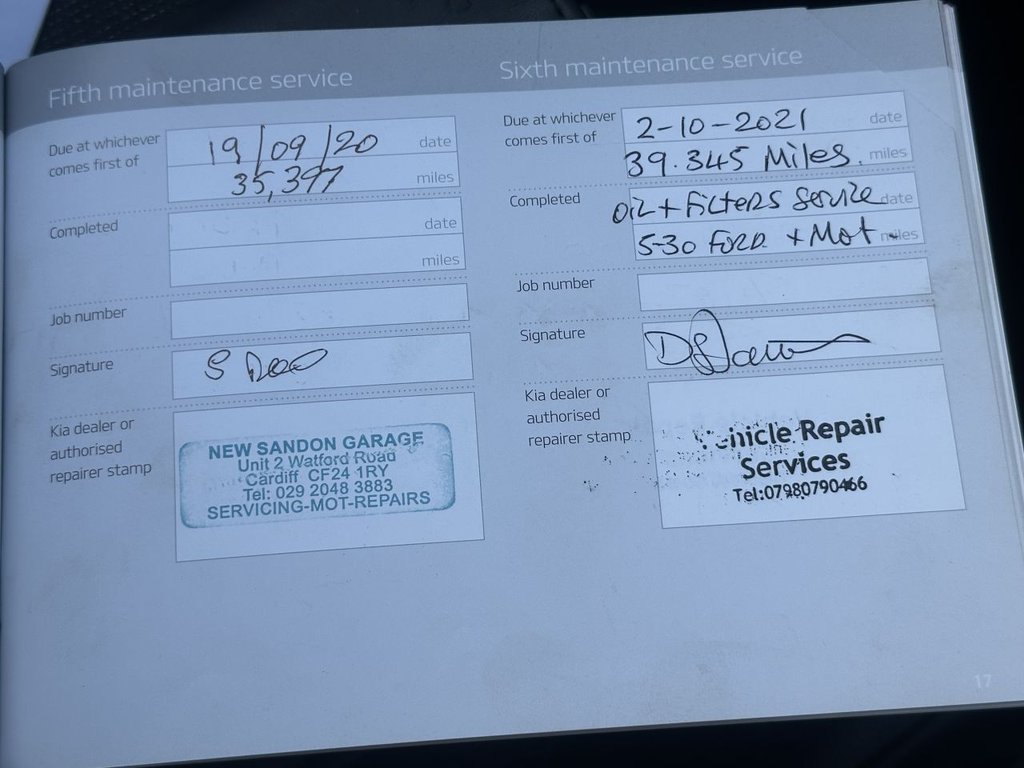 Fifth maintenance service
Due at whichever
comes first of
19/09/20 date
35,397 miles
Completed
date
miles
Job number
Signature
S
Kia dealer or
authorised
repairer stamp
NEW SANDON GARAGE
Unit 2 Watford Road
Cardiff CF24 1RY
Tel: 029 2048 3883
SERVICING-MOT-REPAIRS
Sixth maintenance service
Due at whichever
comes first of
2-10-2021 date
39.345 Miles. miles
Completed
OiL + FiLTERS Service date
5-30 FORD + Mot miles
Job number
Signature
Kia dealer or
authorised
repairer stamp
Vehicle Repair
Services
Tel:07980790466
17